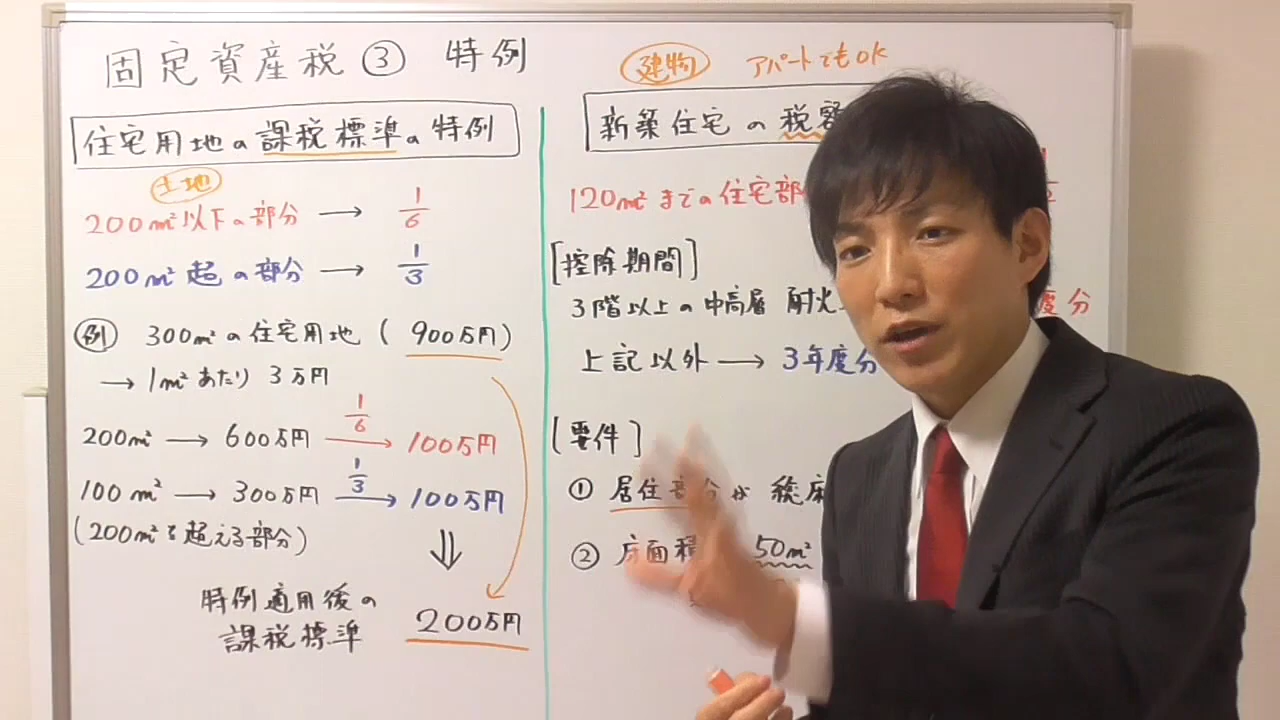 固定資産税③ 特例
住宅用地の課税標準の特例
土地
200m²以下の部分 → 1/6
200m²超の部分 → 1/3
例 300m²の住宅用地 (900万円)
→ 1m²あたり 3万円
200m² → 600万円 1/6 → 100万円
100m² → 300万円 1/3 → 100万円
(200m²を超える部分)
⇓
特例適用後の
課税標準 200万円
建物 アパートでもOK
新築住宅の税額
120m²までの住宅部
[控除期間]
3階以上の中高層 耐火 度分
上記以外 → 3年度分
[要件]
① 居住部分が 総床
② 床面積 50m²